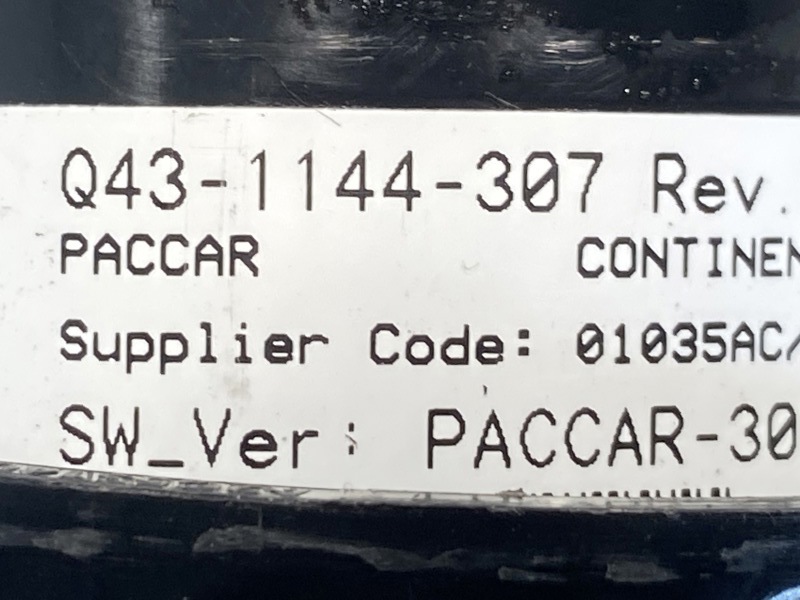 Q43-1144-307 Rev.
PACCAR CONTINEN
Supplier Code: 01035AC/
SW_Ver: PACCAR-30